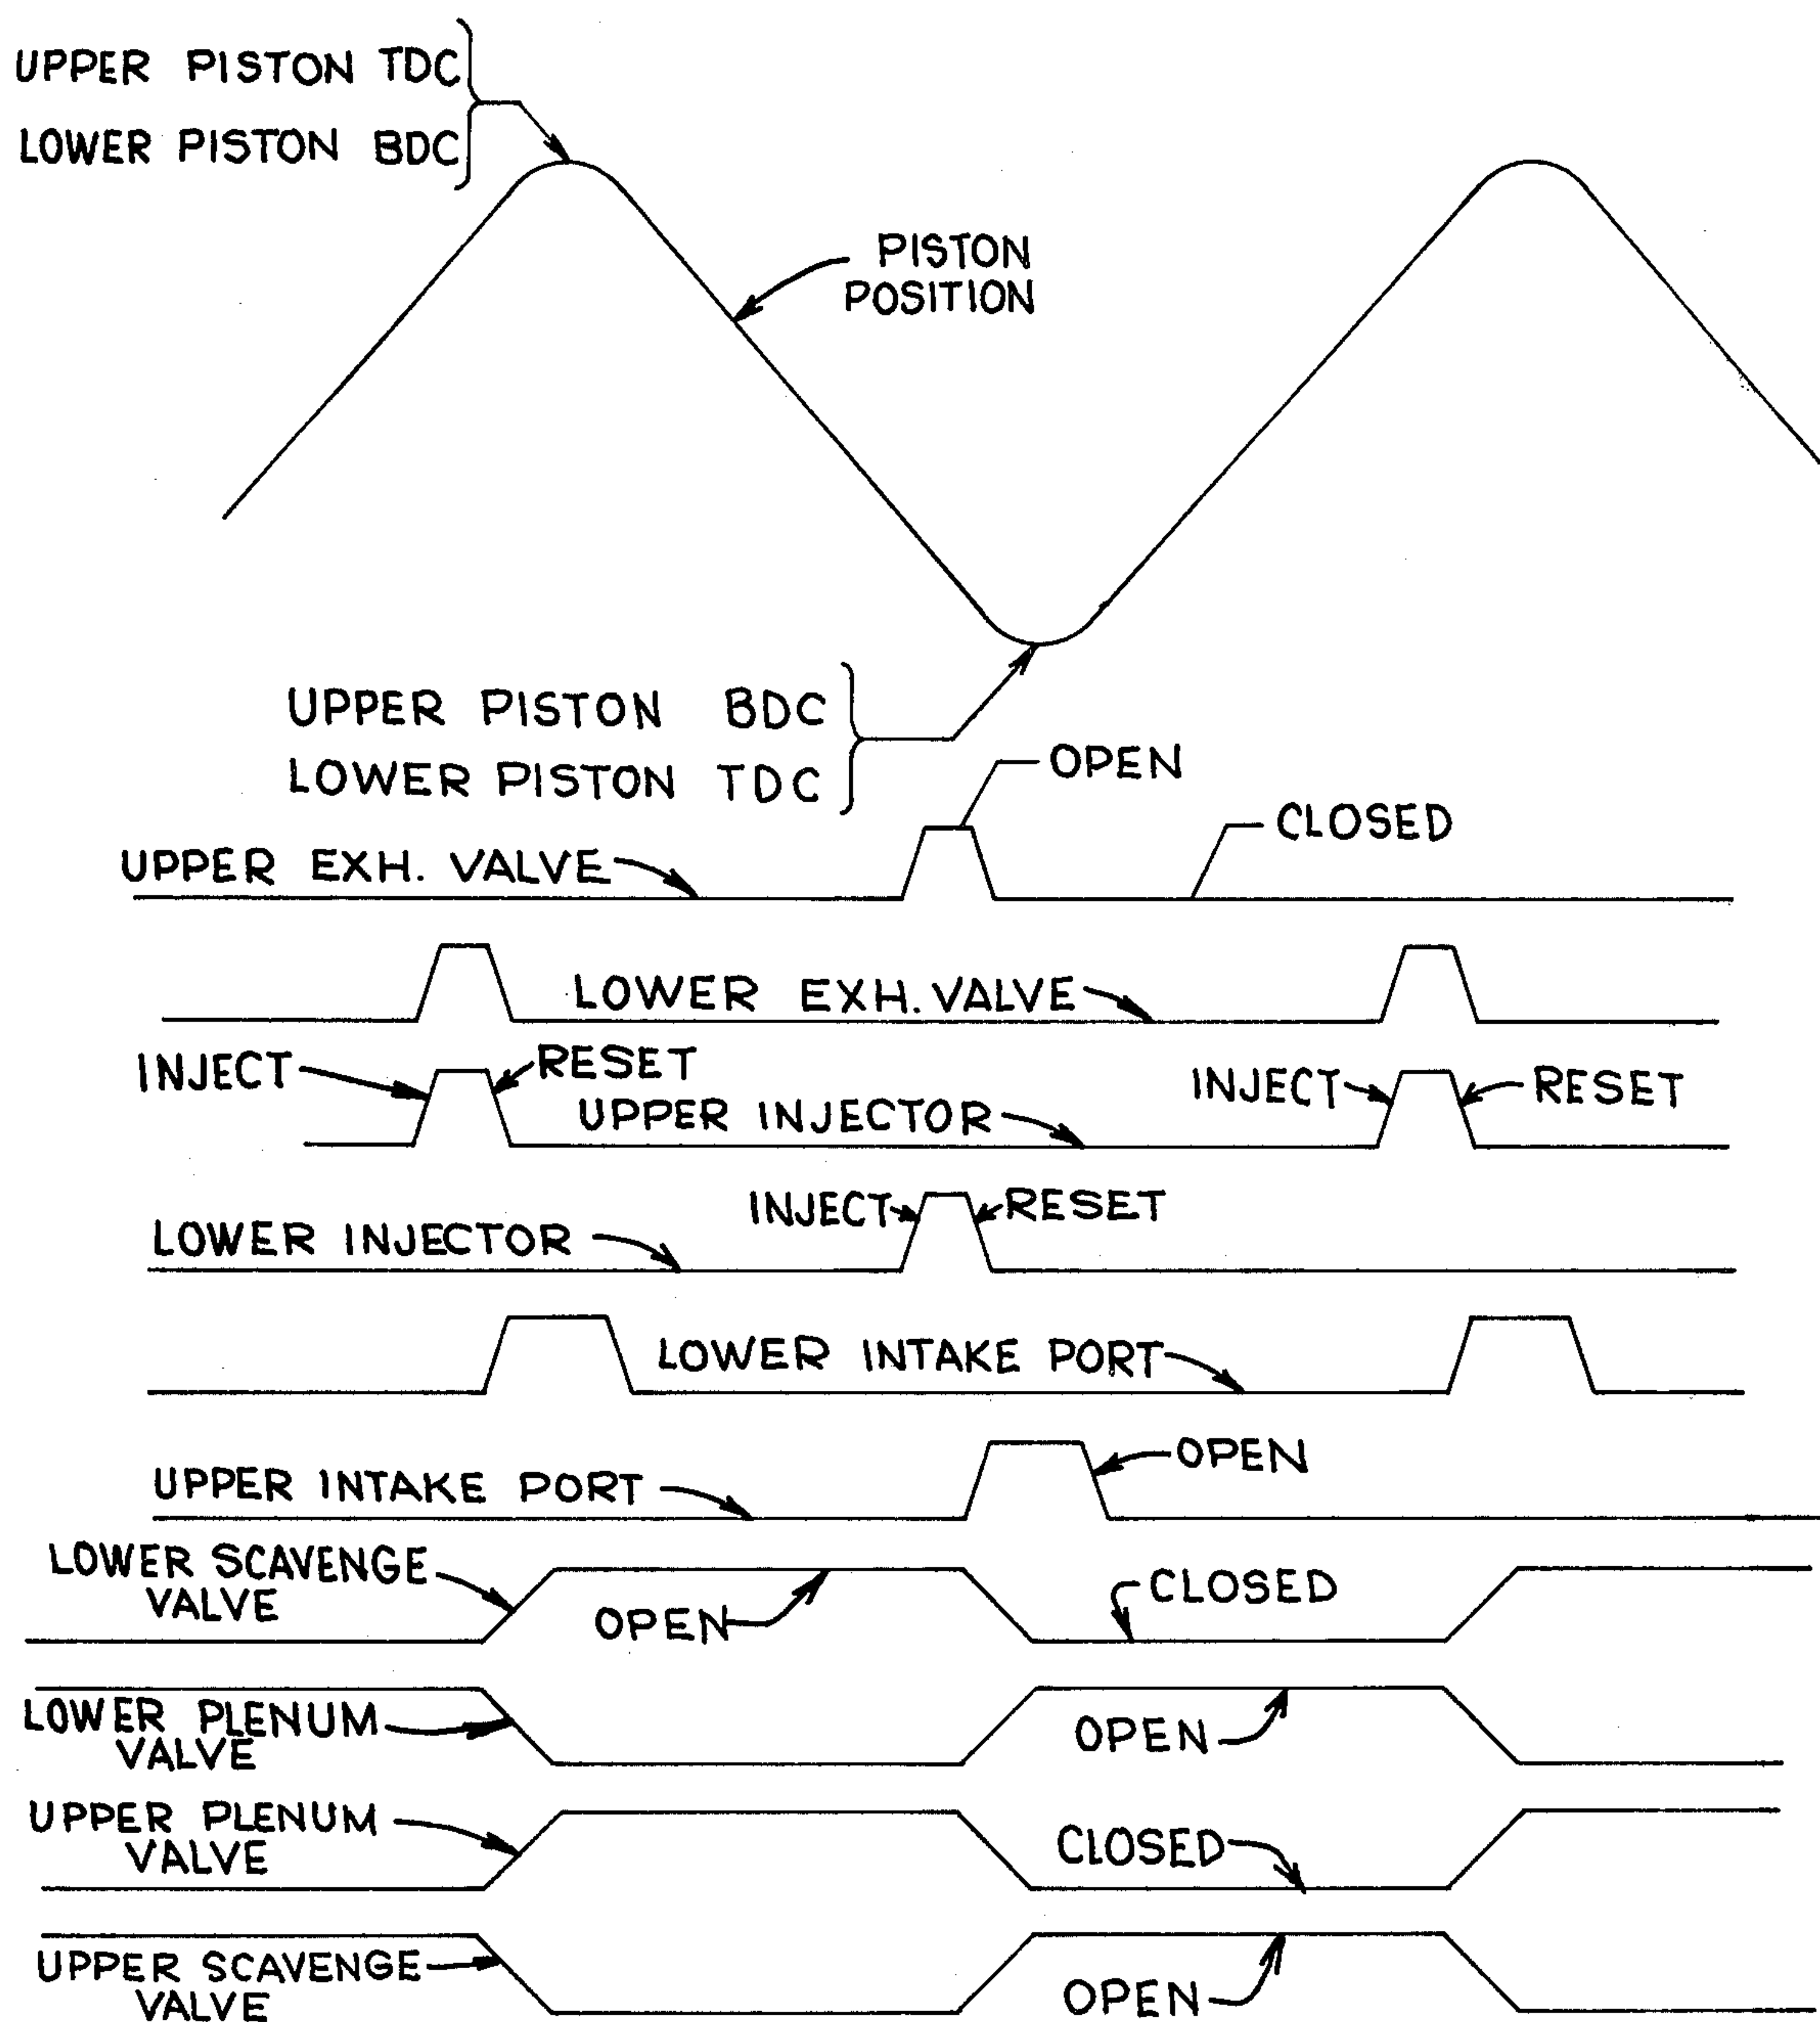 UPPER PISTON TDC
LOWER PISTON BDC
PISTON
POSITION
UPPER PISTON BDC
LOWER PISTON TDC
OPEN
CLOSED
UPPER EXH. VALVE
LOWER EXH. VALVE
INJECT
RESET
UPPER INJECTOR
INJECT
RESET
INJECT
RESET
LOWER INJECTOR
LOWER INTAKE PORT
OPEN
UPPER INTAKE PORT
LOWER SCAVENGE
VALVE
OPEN
CLOSED
LOWER PLENUM
VALVE
OPEN
UPPER PLENUM
VALVE
CLOSED
UPPER SCAVENGE
VALVE
OPEN